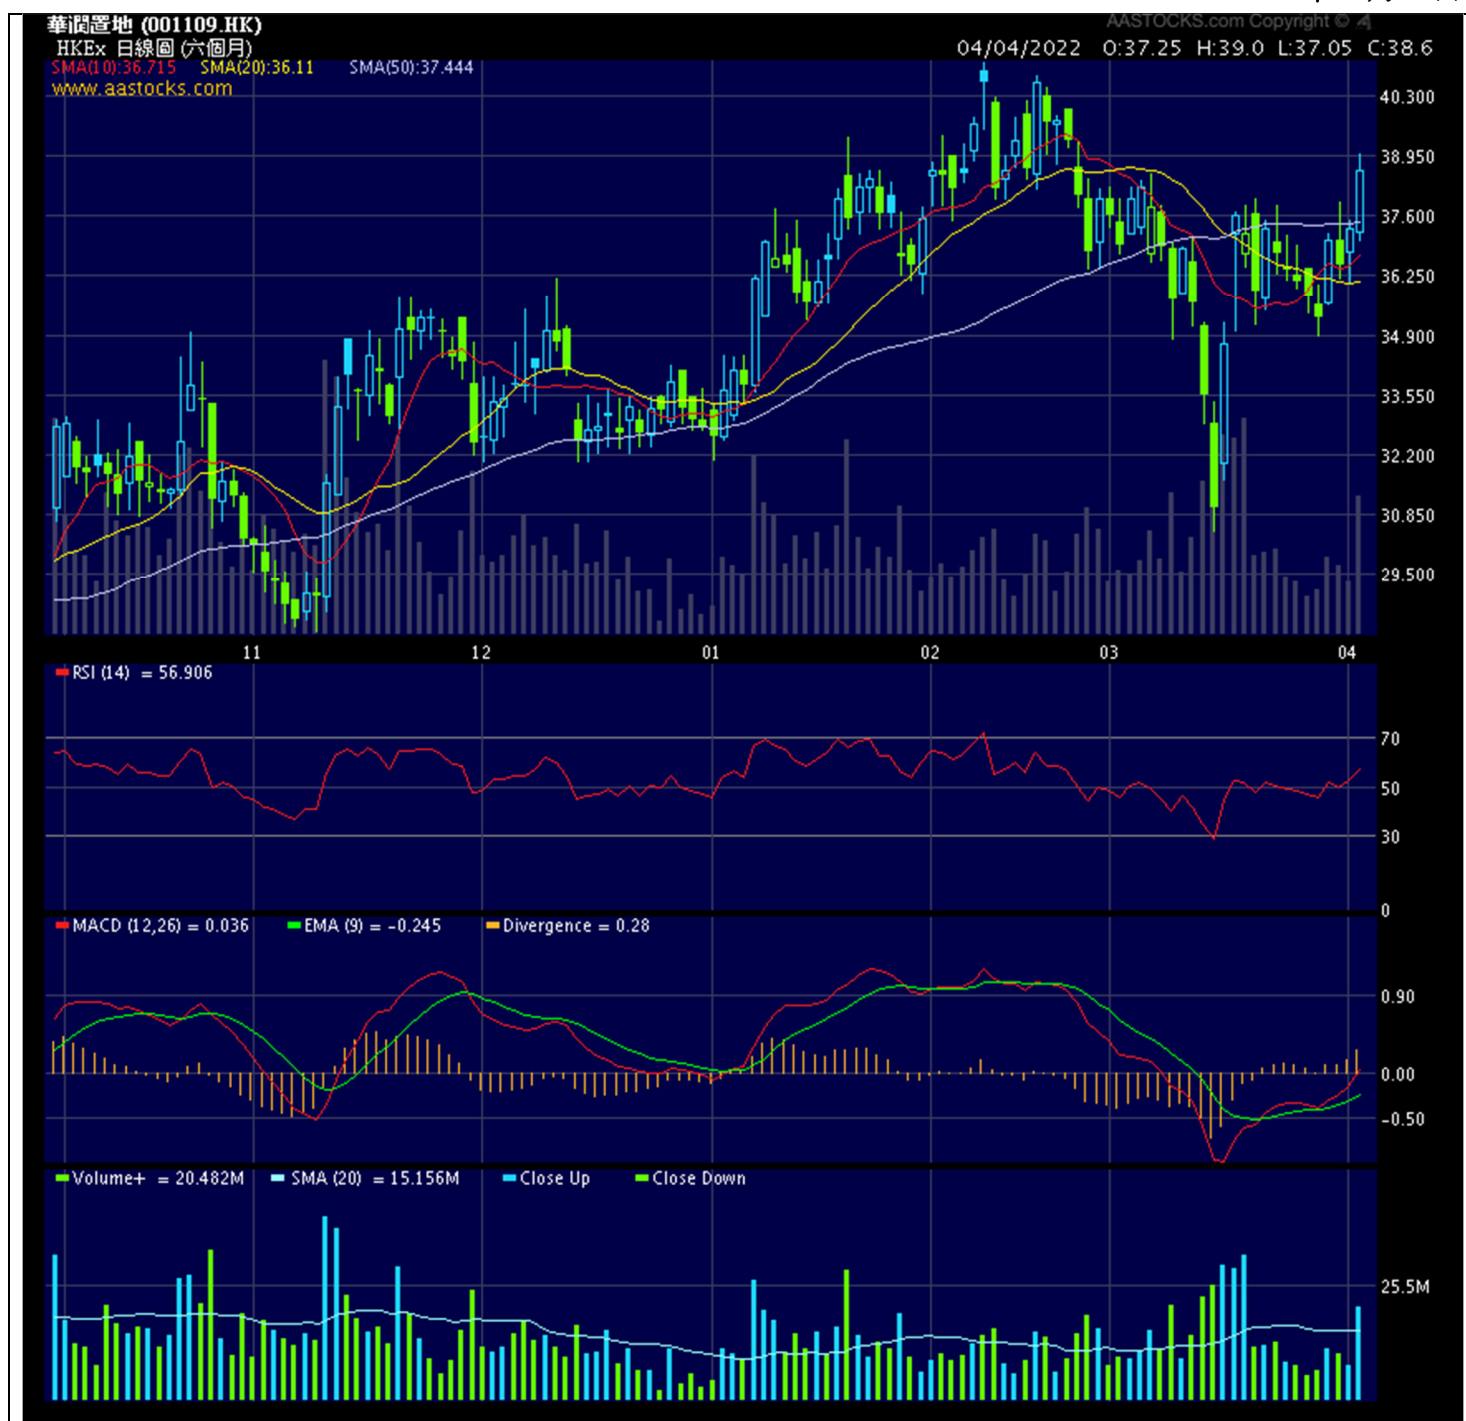 華潤置地 (001109.HK)
AASTOCKS.com Copyright ©
HKEx 日線圖 (六個月)
04/04/2022 O:37.25 H:39.0 L:37.05 C:38.6
SMA(10):36.715 SMA(20):36.11 SMA(50):37.444
www.aastocks.com
40.300
38.950
37.600
36.250
34.900
33.550
32.200
30.850
29.500
11 12 01 02 03 04
RSI (14) = 56.906
70
50
30
0
MACD (12,26) = 0.036 EMA (9) = -0.245 Divergence = 0.28
0.90
0.00
-0.50
Volume+ = 20.482M SMA (20) = 15.156M Close Up Close Down
25.5M